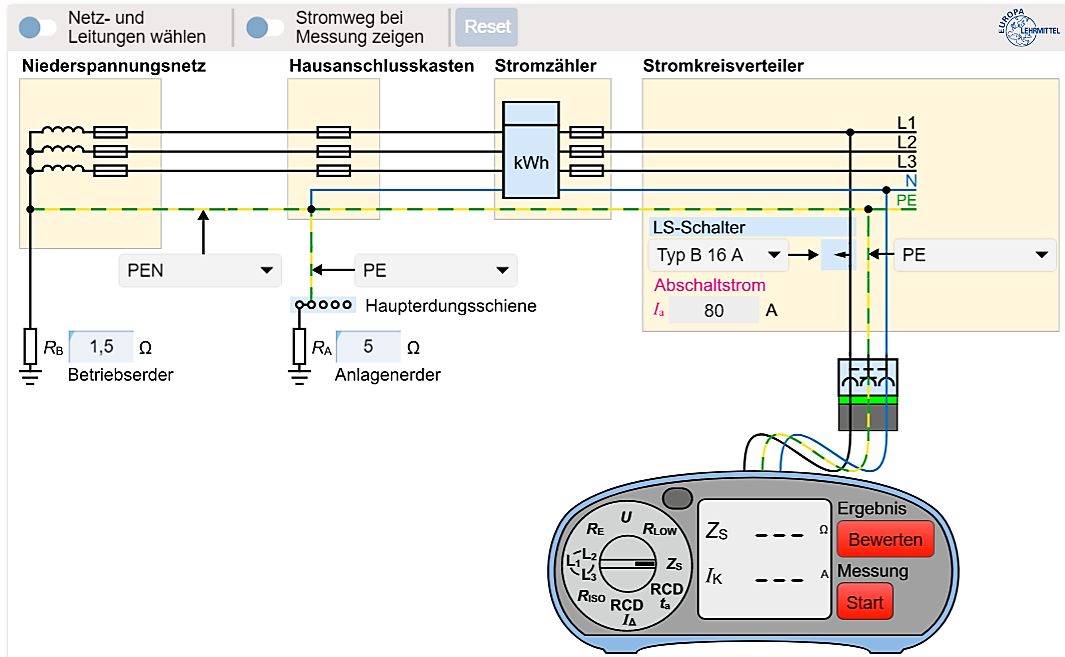 Netz- und
Leitungen wählen
Stromweg bei
Messung zeigen
Reset
EUROPA
LEHRMITTEL
Niederspannungsnetz
Hausanschlusskasten
Stromzähler
Stromkreisverteiler
kWh
L1
L2
L3
N
PE
LS-Schalter
Typ B 16 A
PE
Abschaltstrom
Ia 80 A
PEN
PE
Haupterdungsschiene
RB 1,5 Ω
Betriebserder
RA 5 Ω
Anlagenerder
U
RE
RLOW
L1
L2
L3
ZS
RISO
RCD
IΔ
RCD
ta
ZS --- Ω
IK --- A
Ergebnis
Bewerten
Messung
Start